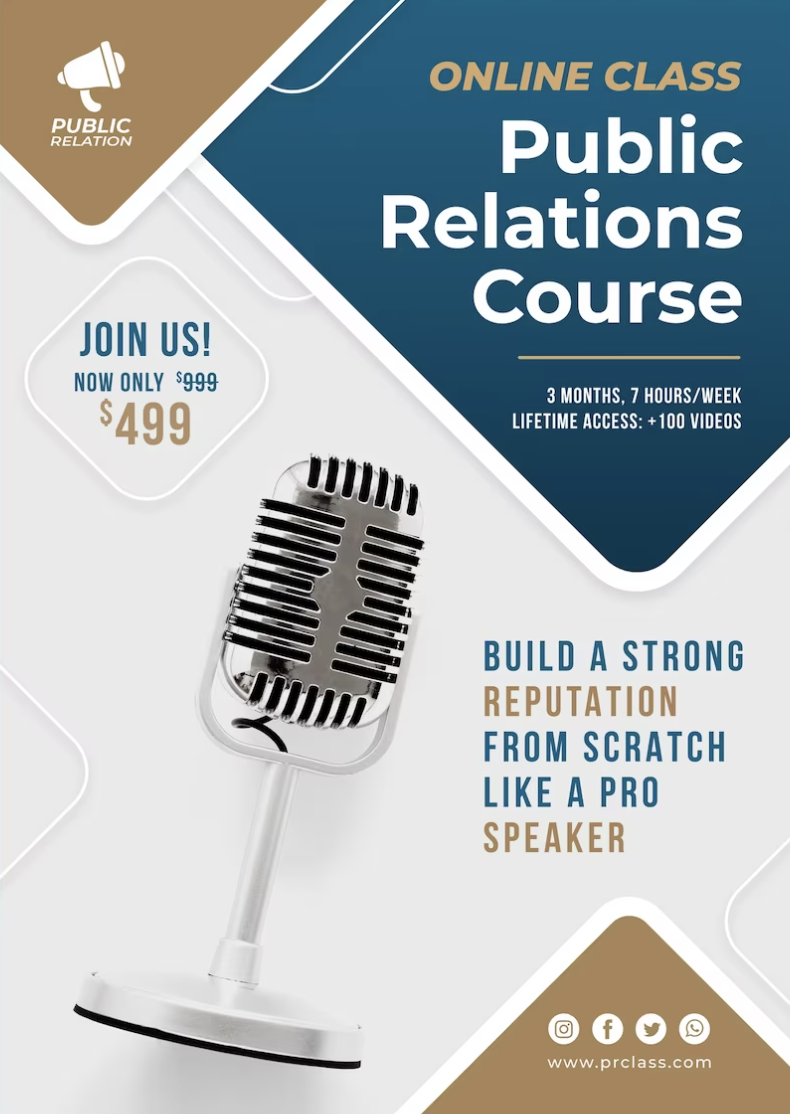 PUBLIC
RELATION
ONLINE CLASS
Public
Relations
Course
3 MONTHS, 7 HOURS/WEEK
LIFETIME ACCESS: +100 VIDEOS
JOIN US!
NOW ONLY $999
$499
BUILD A STRONG
REPUTATION
FROM SCRATCH
LIKE A PRO
SPEAKER
www.prclass.com